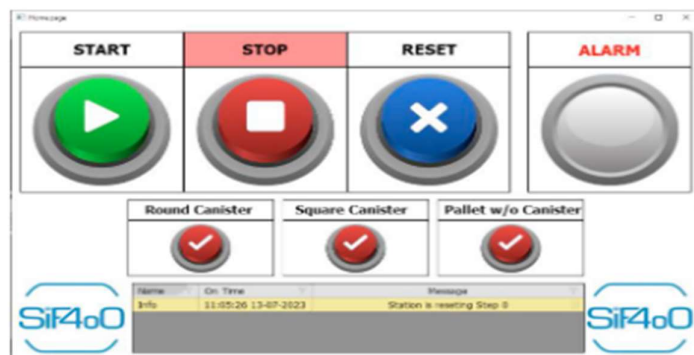 Homepage
START STOP RESET ALARM
Round Canister Square Canister Pallet w/o Canister
Name On Time Message
Info 11:05:26 13-07-2023 Station is reseting Step 0
SiF4oO SiF4oO